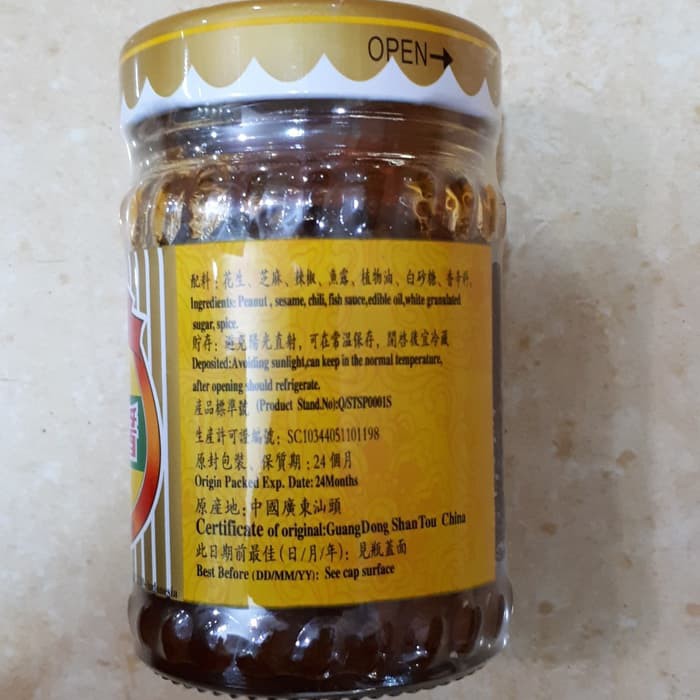 OPEN→
配料：花生、芝麻、辣椒、魚露、植物油、白砂糖、香辛料。
Ingredients: Peanut , sesame, chili, fish sauce,edible oil,white granulated
sugar, spice.
貯存：避免陽光直射，可在常溫保存，開啓後宜冷藏
Deposited:Avoiding sunlight,can keep in the normal temperature,
after opening should refrigerate.
産品標準號 (Product Stand.No):Q/STSP0001S
生産許可證編號：SC10344051101198
原封包裝、保質期：24個月
Origin Packed Exp. Date: 24Months
原産地：中國廣東汕頭
Certificate of original:GuangDong ShanTou China
此日期前最佳（日/月/年）：見瓶蓋面
Best Before (DD/MM/YY): See cap surface